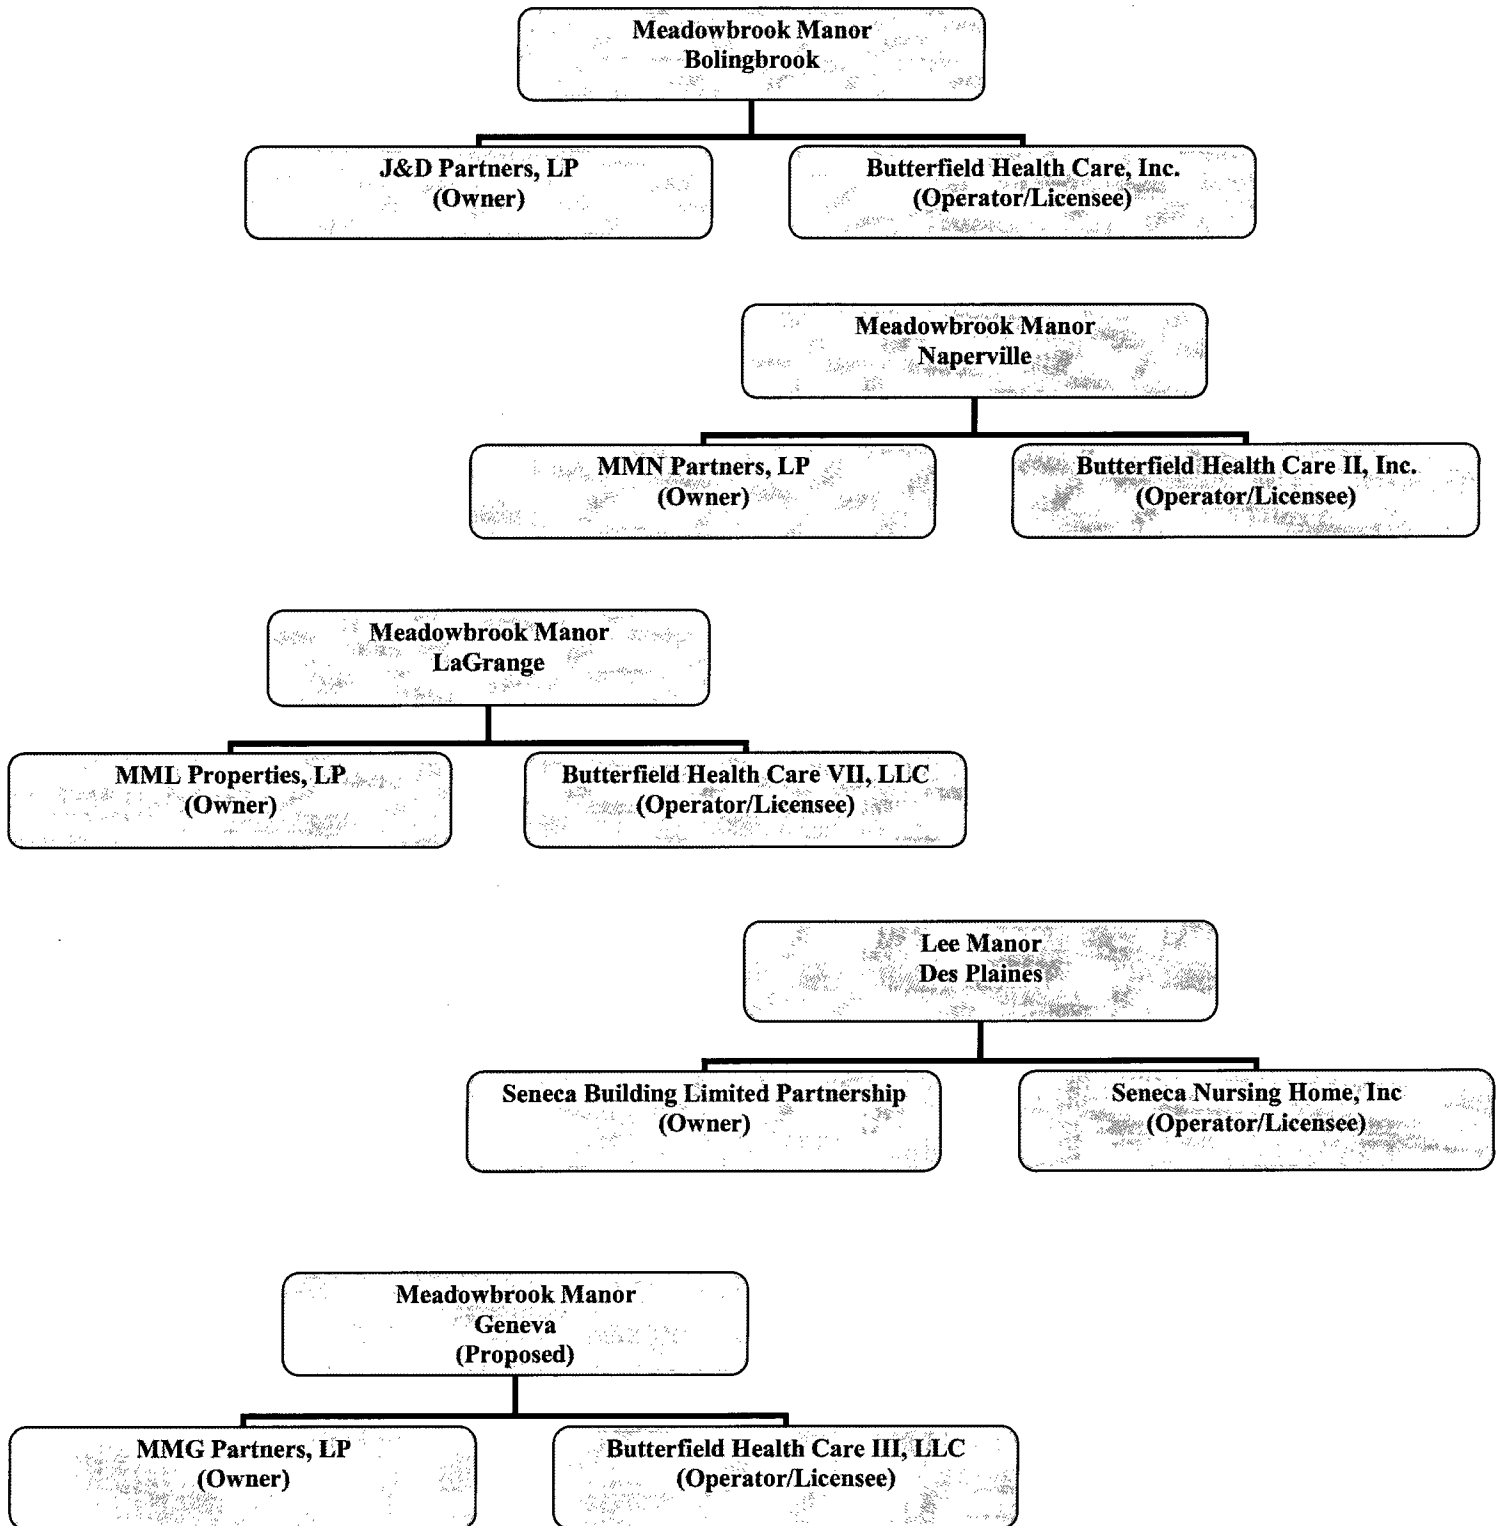 Meadowbrook Manor
Bolingbrook
J&D Partners, LP
(Owner)
Butterfield Health Care, Inc.
(Operator/Licensee)
Meadowbrook Manor
Naperville
MMN Partners, LP
(Owner)
Butterfield Health Care II, Inc.
(Operator/Licensee)
Meadowbrook Manor
LaGrange
MML Properties, LP
(Owner)
Butterfield Health Care VII, LLC
(Operator/Licensee)
Lee Manor
Des Plaines
Seneca Building Limited Partnership
(Owner)
Seneca Nursing Home, Inc
(Operator/Licensee)
Meadowbrook Manor
Geneva
(Proposed)
MMG Partners, LP
(Owner)
Butterfield Health Care III, LLC
(Operator/Licensee)